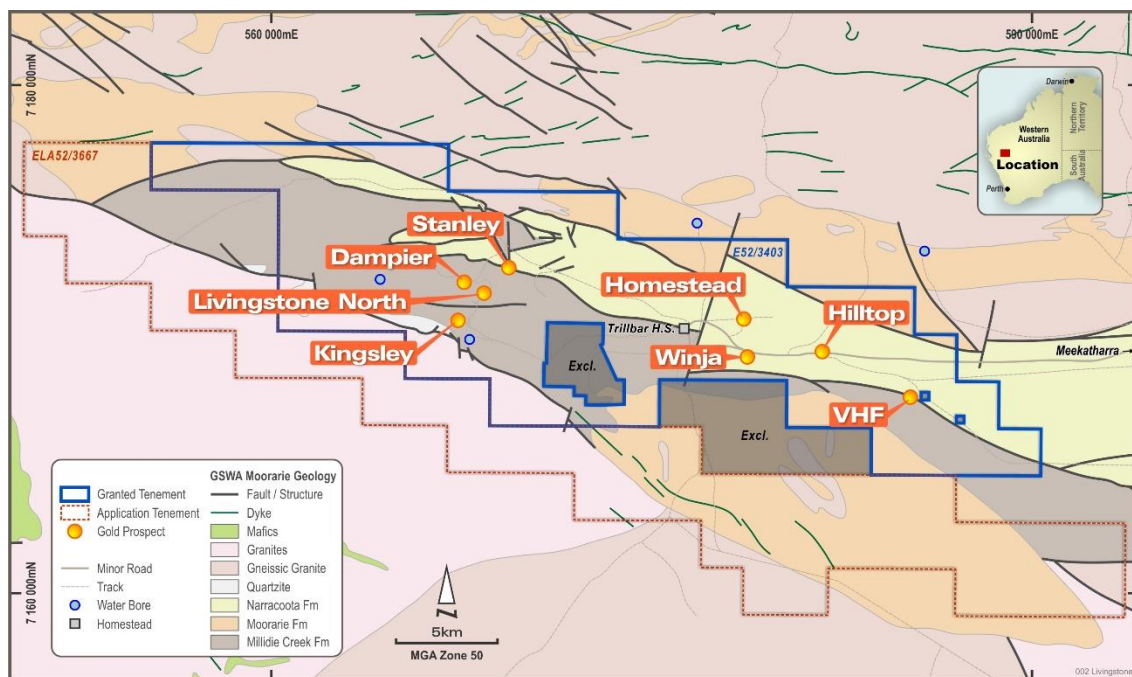 560 000mE
590 000mE
7 180 000mN
7 160 000mN
ELA52/3667
E52/3403
Stanley
Dampier
Livingstone North
Kingsley
Homestead
Hilltop
Trillbar H.S.
Winja
VHF
Meekatharra
Excl.
Excl.
Darwin
Western
Australia
Northern
Territory
South
Australia
Location
Perth
Granted Tenement
Application Tenement
Gold Prospect
Minor Road
Track
Water Bore
Homestead
GSWA Moorarie Geology
Fault / Structure
Dyke
Mafics
Granites
Gneissic Granite
Quartzite
Narracoota Fm
Moorarie Fm
Millidie Creek Fm
N
5km
MGA Zone 50
002 Livingstone